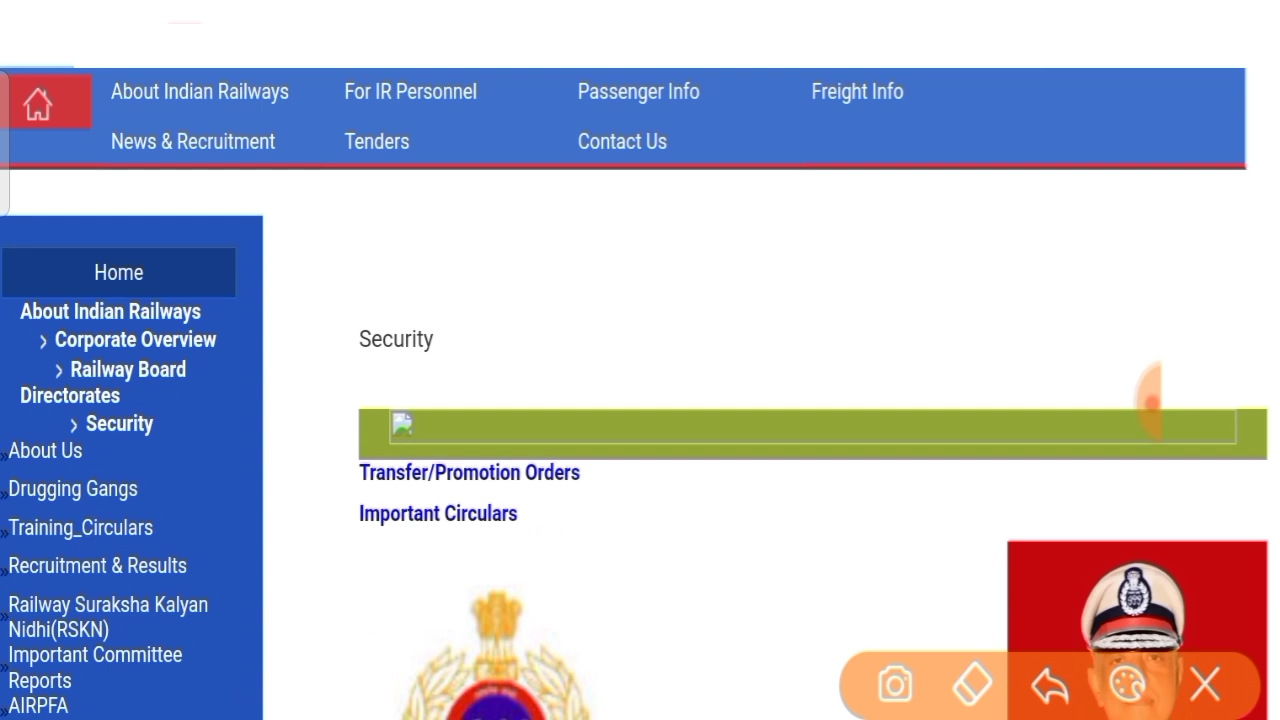 About Indian Railways For IR Personnel Passenger Info Freight Info
News & Recruitment Tenders Contact Us
Home
About Indian Railways
Corporate Overview
Railway Board
Directorates
Security
About Us
Drugging Gangs
Training_Circulars
Recruitment & Results
Railway Suraksha Kalyan
Nidhi(RSKN)
Important Committee
Reports
AIRPFA
Security
Transfer/Promotion Orders
Important Circulars